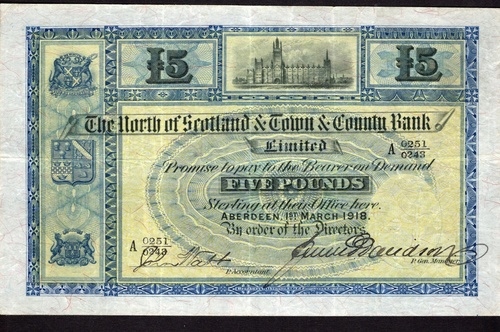 £5 £5
The North of Scotland & Town & County Bank
Limited
A 0251
0243
Promise to pay to the Bearer on Demand
FIVE POUNDS
Sterling at their Office here.
ABERDEEN, 1ST MARCH 1918.
By order of the Directors
A 0251
0243
P. Accountant.
P. Gen. Manager.